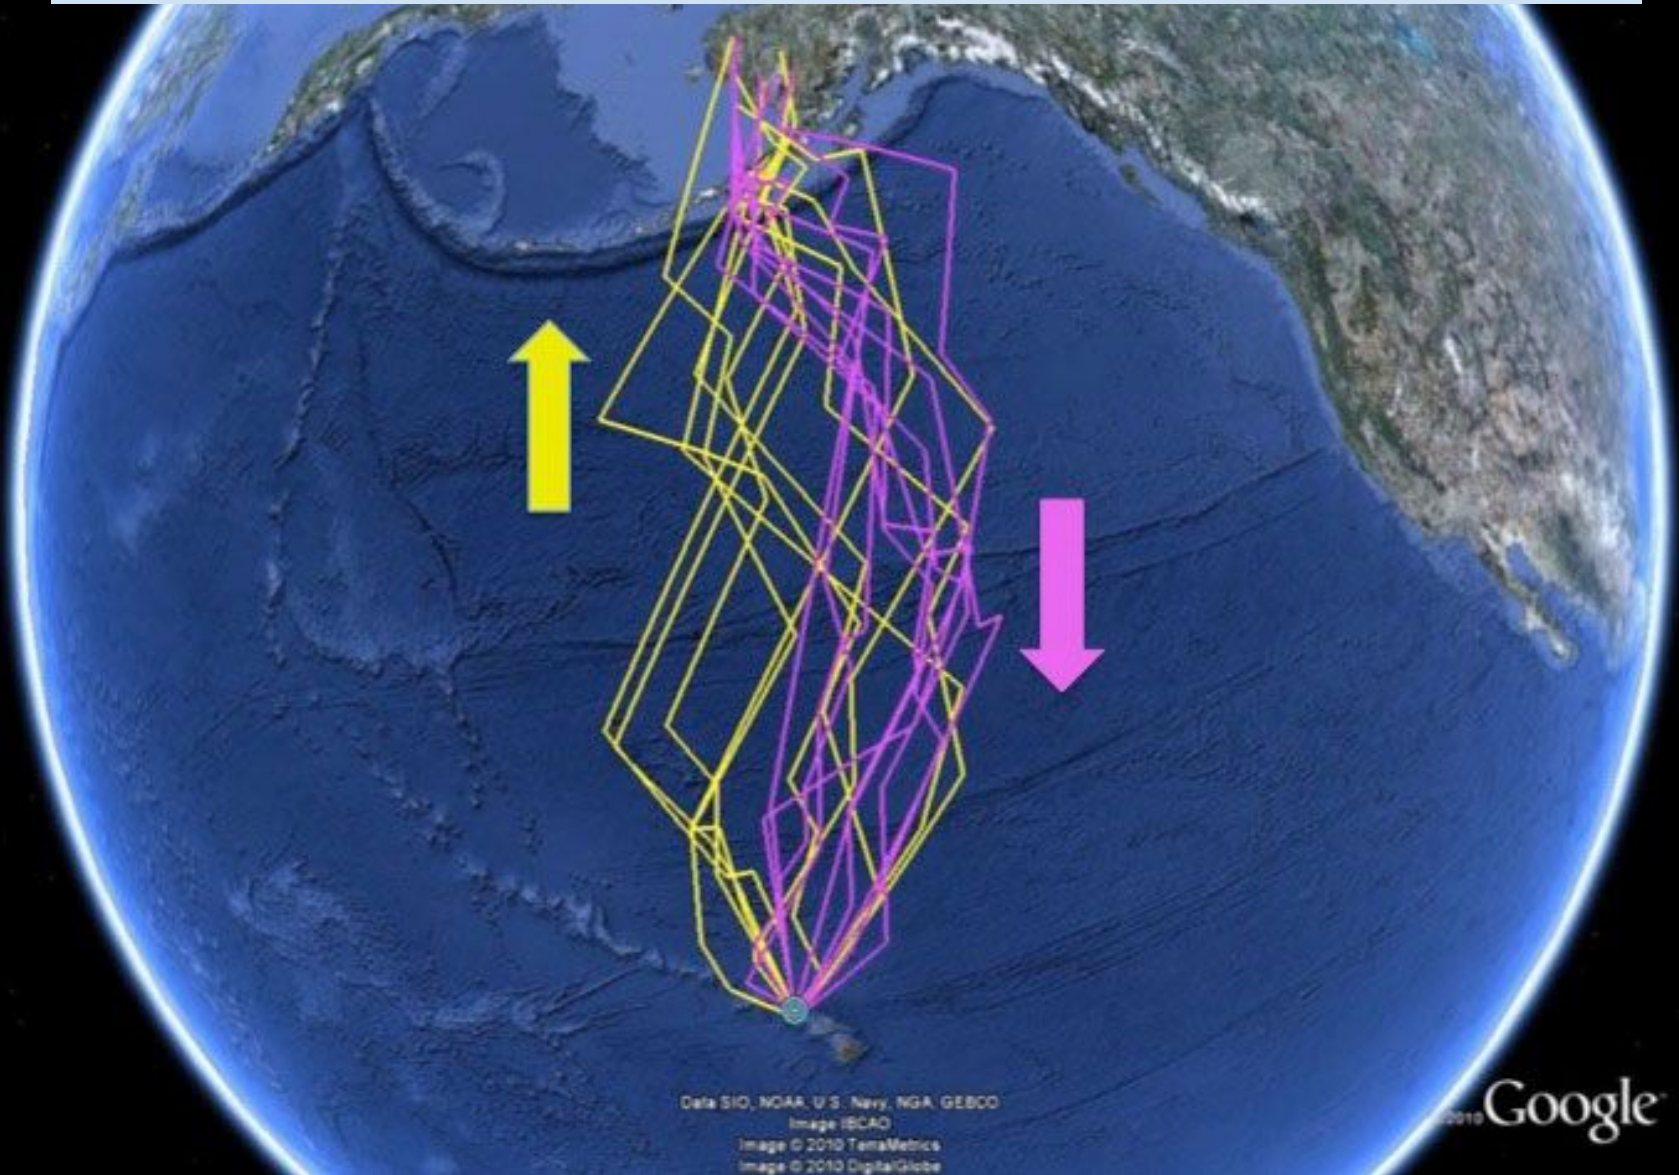 Data SIO, NOAA, U.S. Navy, NGA, GEBCO
Image IBCAO
Image © 2010 TerraMetrics
Image © 2010 DigitalGlobe
©2010 Google